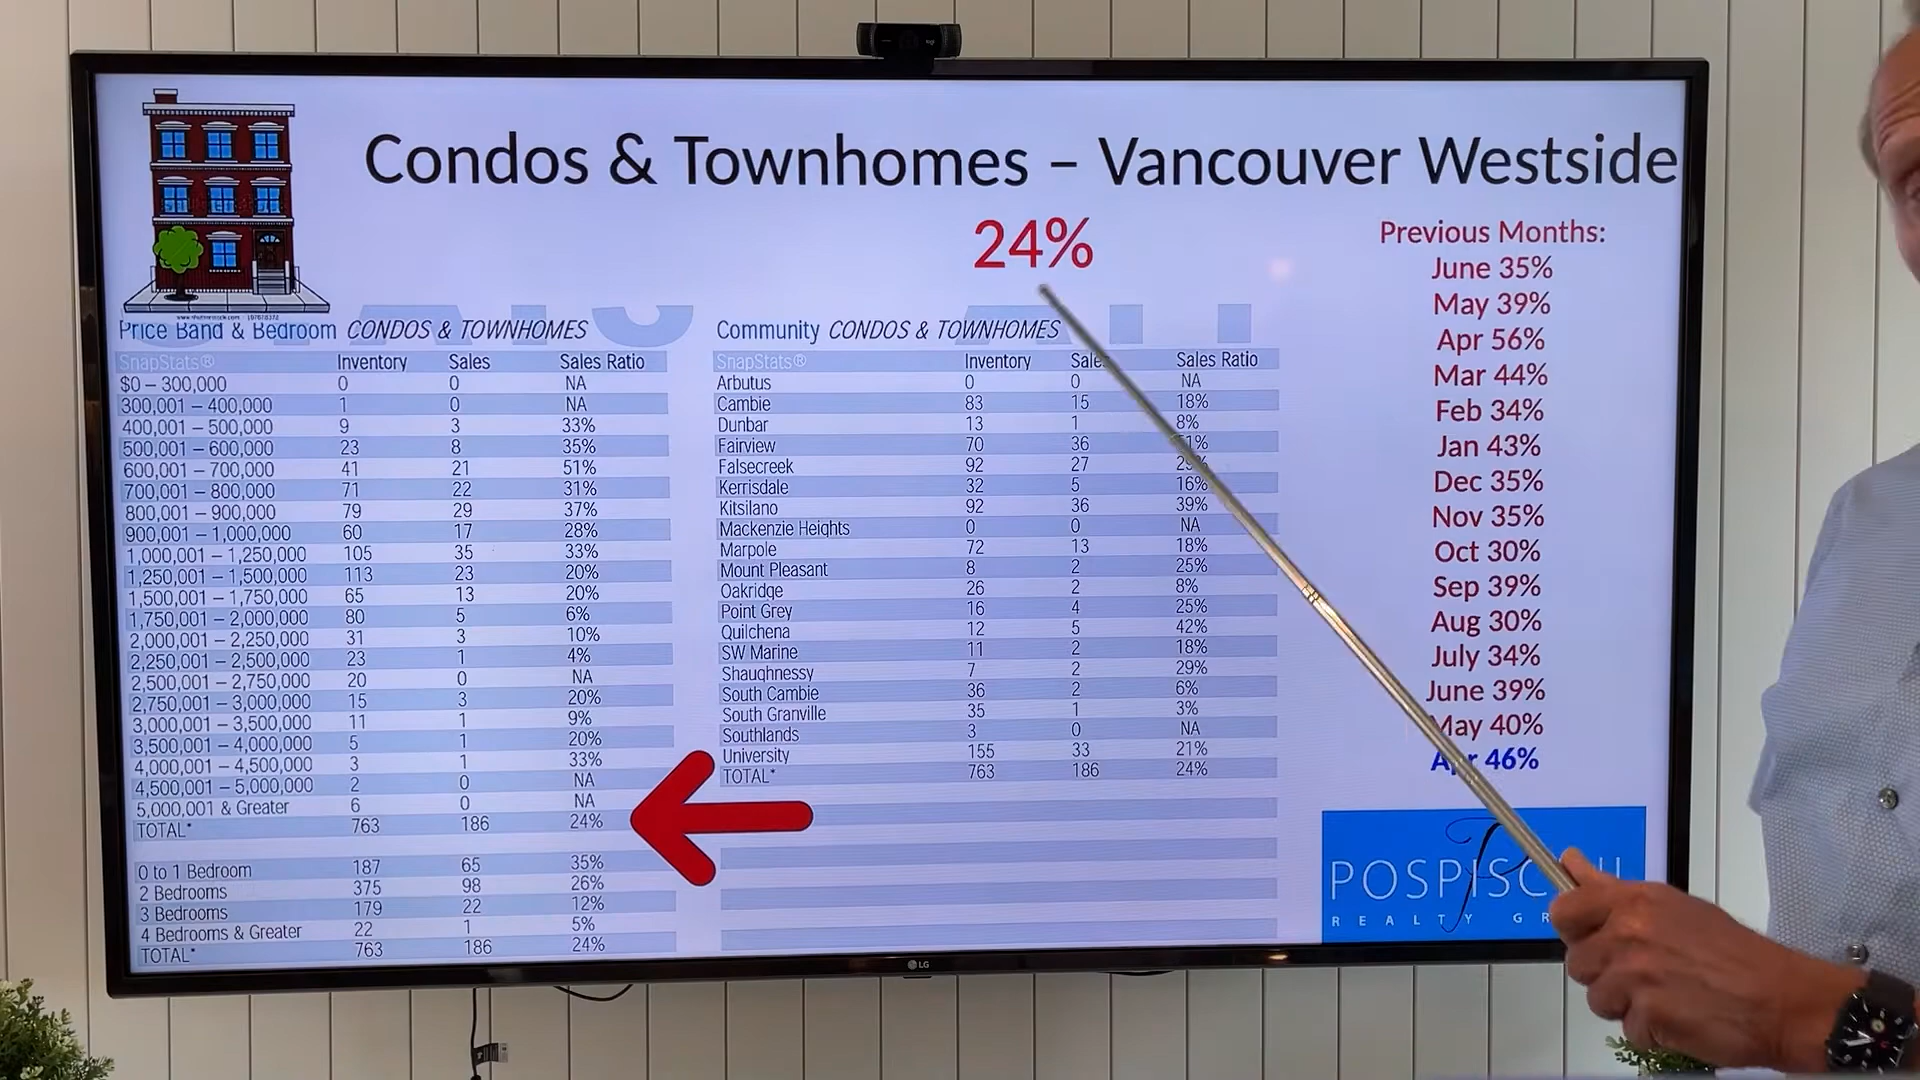 Condos & Townhomes – Vancouver Westside
24%
Previous Months:
June 35%
May 39%
Apr 56%
Mar 44%
Feb 34%
Jan 43%
Dec 35%
Nov 35%
Oct 30%
Sep 39%
Aug 30%
July 34%
June 39%
May 40%
Apr 46%
Price Band & Bedroom CONDOS & TOWNHOMES
SnapStats® Inventory Sales Sales Ratio
$0 – 300,000 0 0 NA
300,001 – 400,000 1 0 NA
400,001 – 500,000 9 3 33%
500,001 – 600,000 23 8 35%
600,001 – 700,000 41 21 51%
700,001 – 800,000 71 22 31%
800,001 – 900,000 79 29 37%
900,001 – 1,000,000 60 17 28%
1,000,001 – 1,250,000 105 35 33%
1,250,001 – 1,500,000 113 23 20%
1,500,001 – 1,750,000 65 13 20%
1,750,001 – 2,000,000 80 5 6%
2,000,001 – 2,250,000 31 3 10%
2,250,001 – 2,500,000 23 1 4%
2,500,001 – 2,750,000 20 0 NA
2,750,001 – 3,000,000 15 3 20%
3,000,001 – 3,500,000 11 1 9%
3,500,001 – 4,000,000 5 1 20%
4,000,001 – 4,500,000 3 1 33%
4,500,001 – 5,000,000 2 0 NA
5,000,001 & Greater 6 0 NA
TOTAL* 763 186 24%
0 to 1 Bedroom 187 65 35%
2 Bedrooms 375 98 26%
3 Bedrooms 179 22 12%
4 Bedrooms & Greater 22 1 5%
TOTAL* 763 186 24%
Community CONDOS & TOWNHOMES
SnapStats® Inventory Sales Sales Ratio
Arbutus 0 0 NA
Cambie 83 15 18%
Dunbar 13 1 8%
Fairview 70 36
Falsecreek 92 27
Kerrisdale 32 5 16%
Kitsilano 92 36 39%
Mackenzie Heights 0 0 NA
Marpole 72 13 18%
Mount Pleasant 8 2 25%
Oakridge 26 2 8%
Point Grey 16 4 25%
Quilchena 12 5 42%
SW Marine 11 2 18%
Shaughnessy 7 2 29%
South Cambie 36 2 6%
South Granville 35 1 3%
Southlands 3 0 NA
University 155 33 21%
TOTAL* 763 186 24%
REALTY
LG